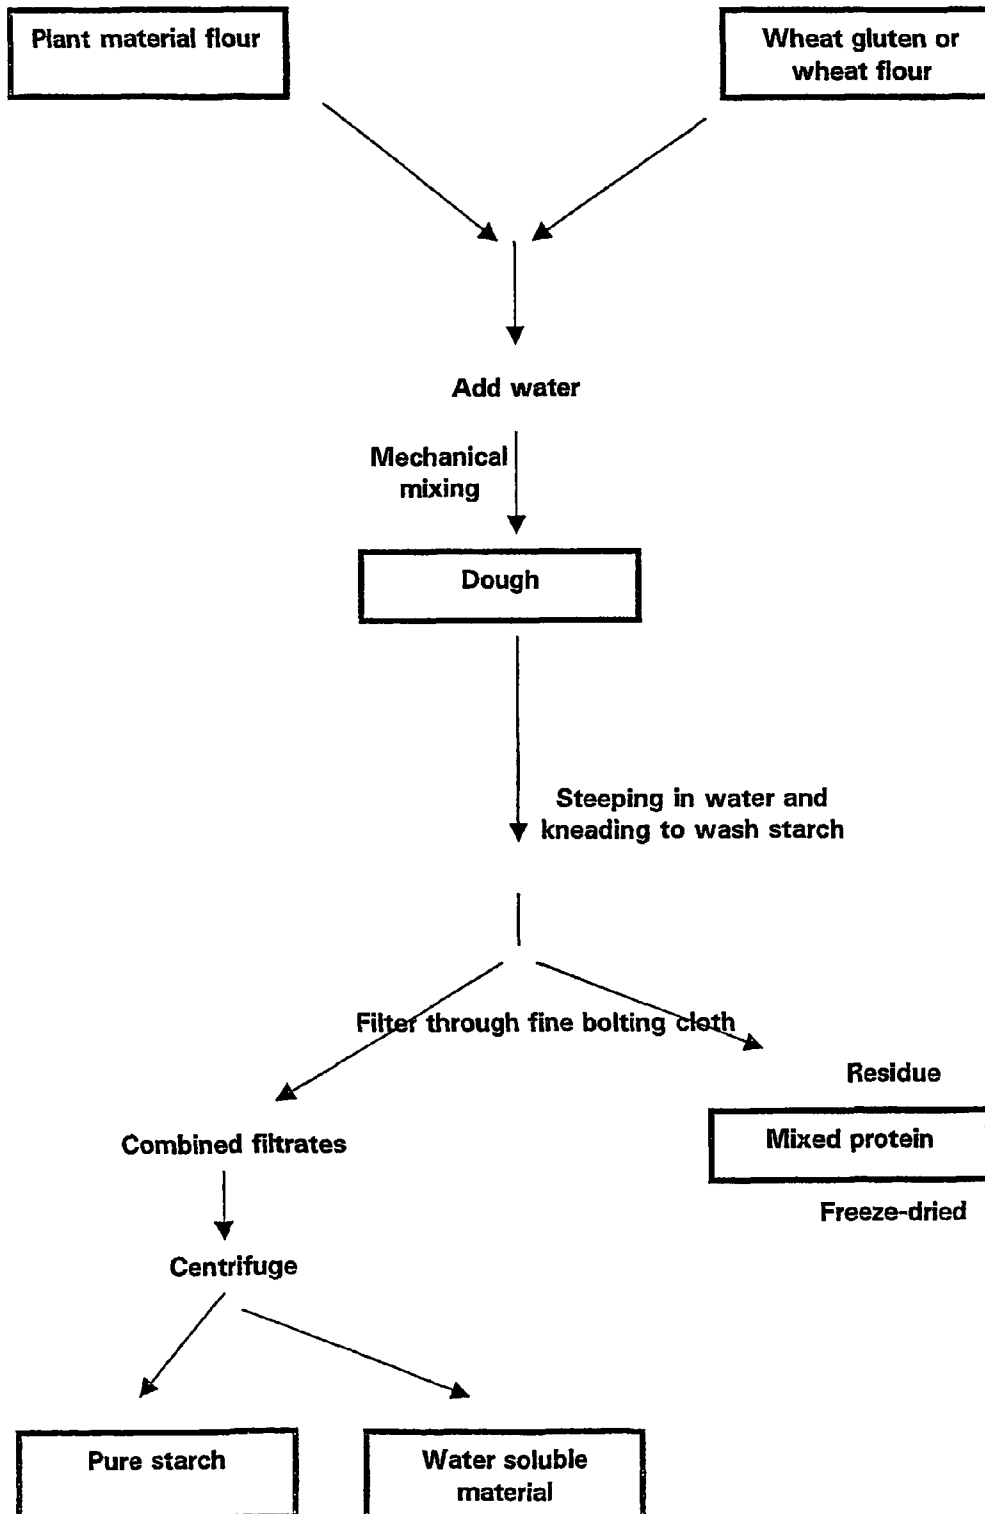 Plant material flour
Wheat gluten or
wheat flour
Add water
Mechanical
mixing
Dough
Steeping in water and
kneading to wash starch
Filter through fine bolting cloth
Residue
Combined filtrates
Mixed protein
Freeze-dried
Centrifuge
Pure starch
Water soluble
material